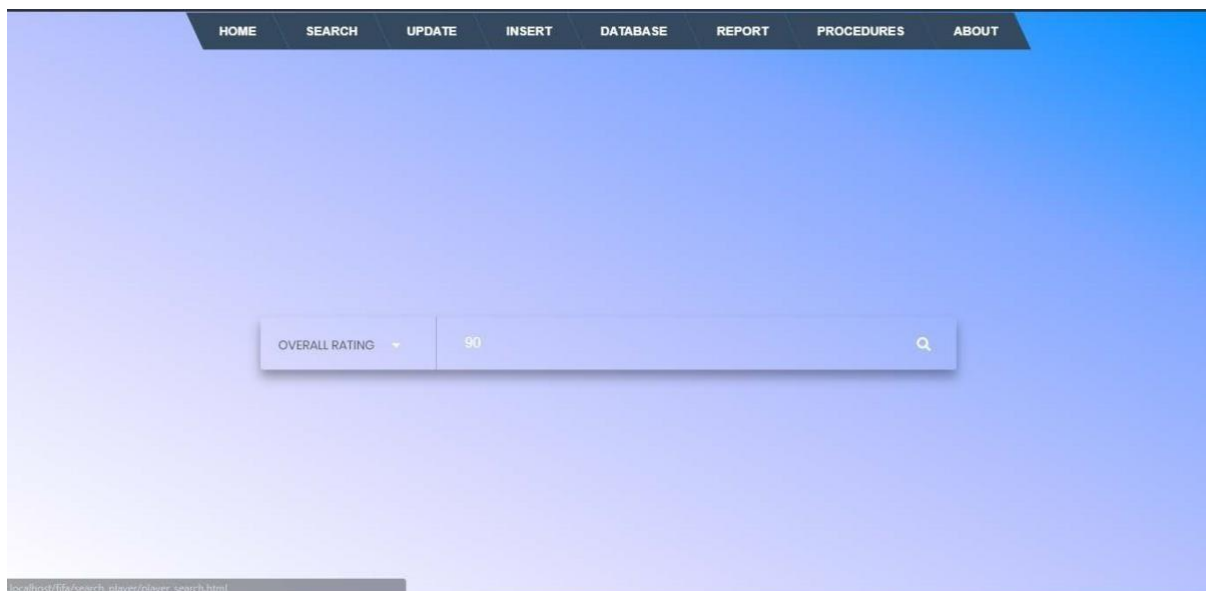 HOME SEARCH UPDATE INSERT DATABASE REPORT PROCEDURES ABOUT
OVERALL RATING 90
localhost/fifa/search_player/player_search.html